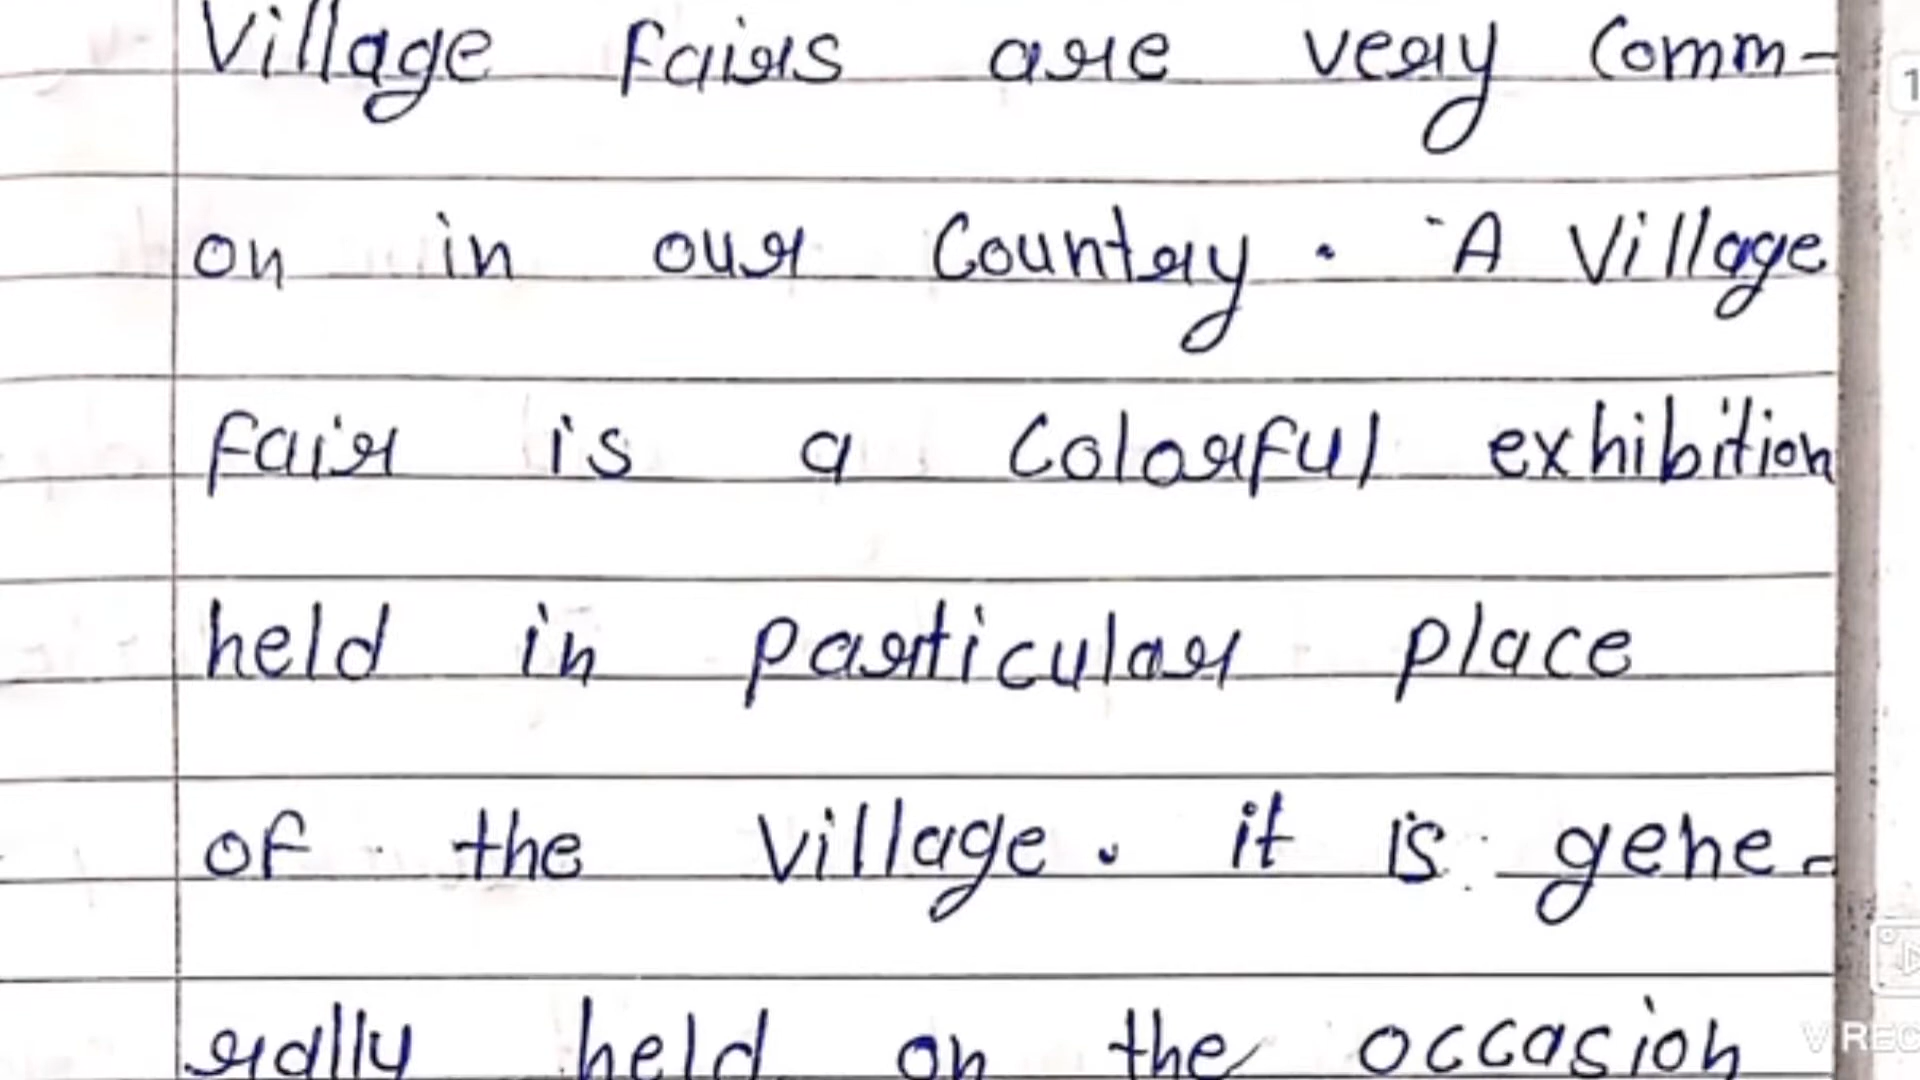 Village fairs are very Comm-
on in our Country. A Village
fair is a Colorful exhibition
held in particular place
of the Village. it is gene-
rally held on the occasion